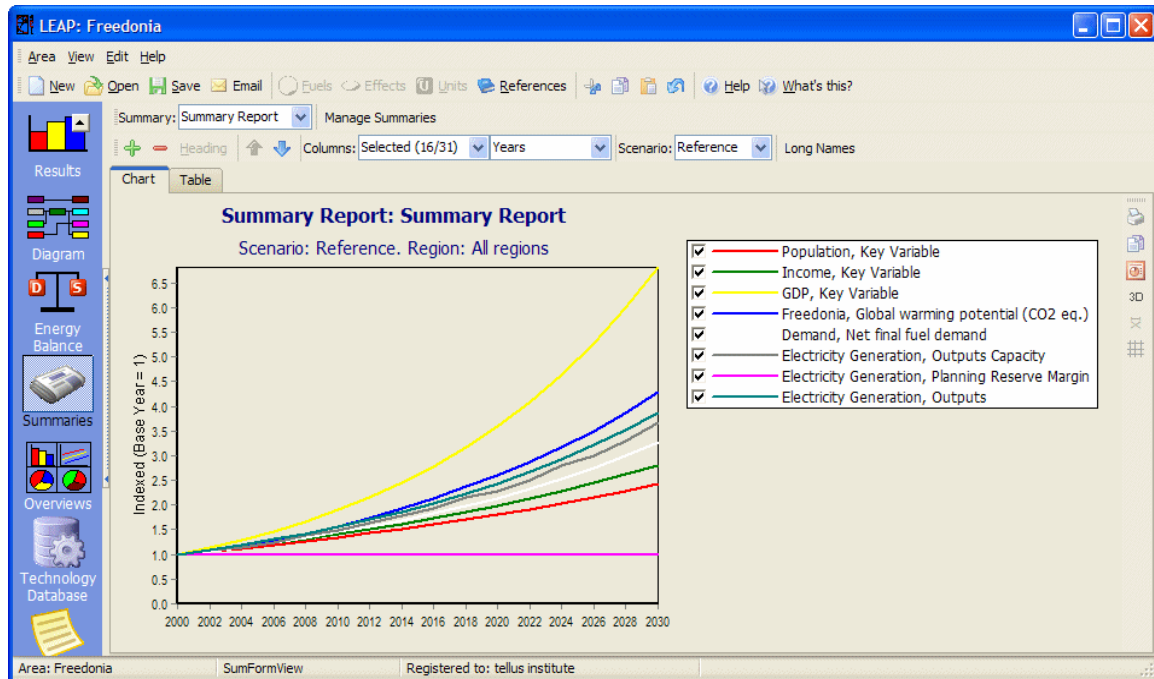 LEAP: Freedonia
Area View Edit Help
New Open Save Email Fuels Effects Units References Help What's this?
Summary: Summary Report Manage Summaries
Heading Columns: Selected (16/31) Years Scenario: Reference Long Names
Chart Table
Results
Diagram
D S
Energy
Balance
Summaries
Overviews
Technology
Database
Summary Report: Summary Report
Scenario: Reference. Region: All regions
Indexed (Base Year = 1)
6.5
6.0
5.5
5.0
4.5
4.0
3.5
3.0
2.5
2.0
1.5
1.0
0.5
0.0
2000 2002 2004 2006 2008 2010 2012 2014 2016 2018 2020 2022 2024 2026 2028 2030
Population, Key Variable
Income, Key Variable
GDP, Key Variable
Freedonia, Global warming potential (CO2 eq.)
Demand, Net final fuel demand
Electricity Generation, Outputs Capacity
Electricity Generation, Planning Reserve Margin
Electricity Generation, Outputs
3D
Area: Freedonia SumFormView Registered to: tellus institute